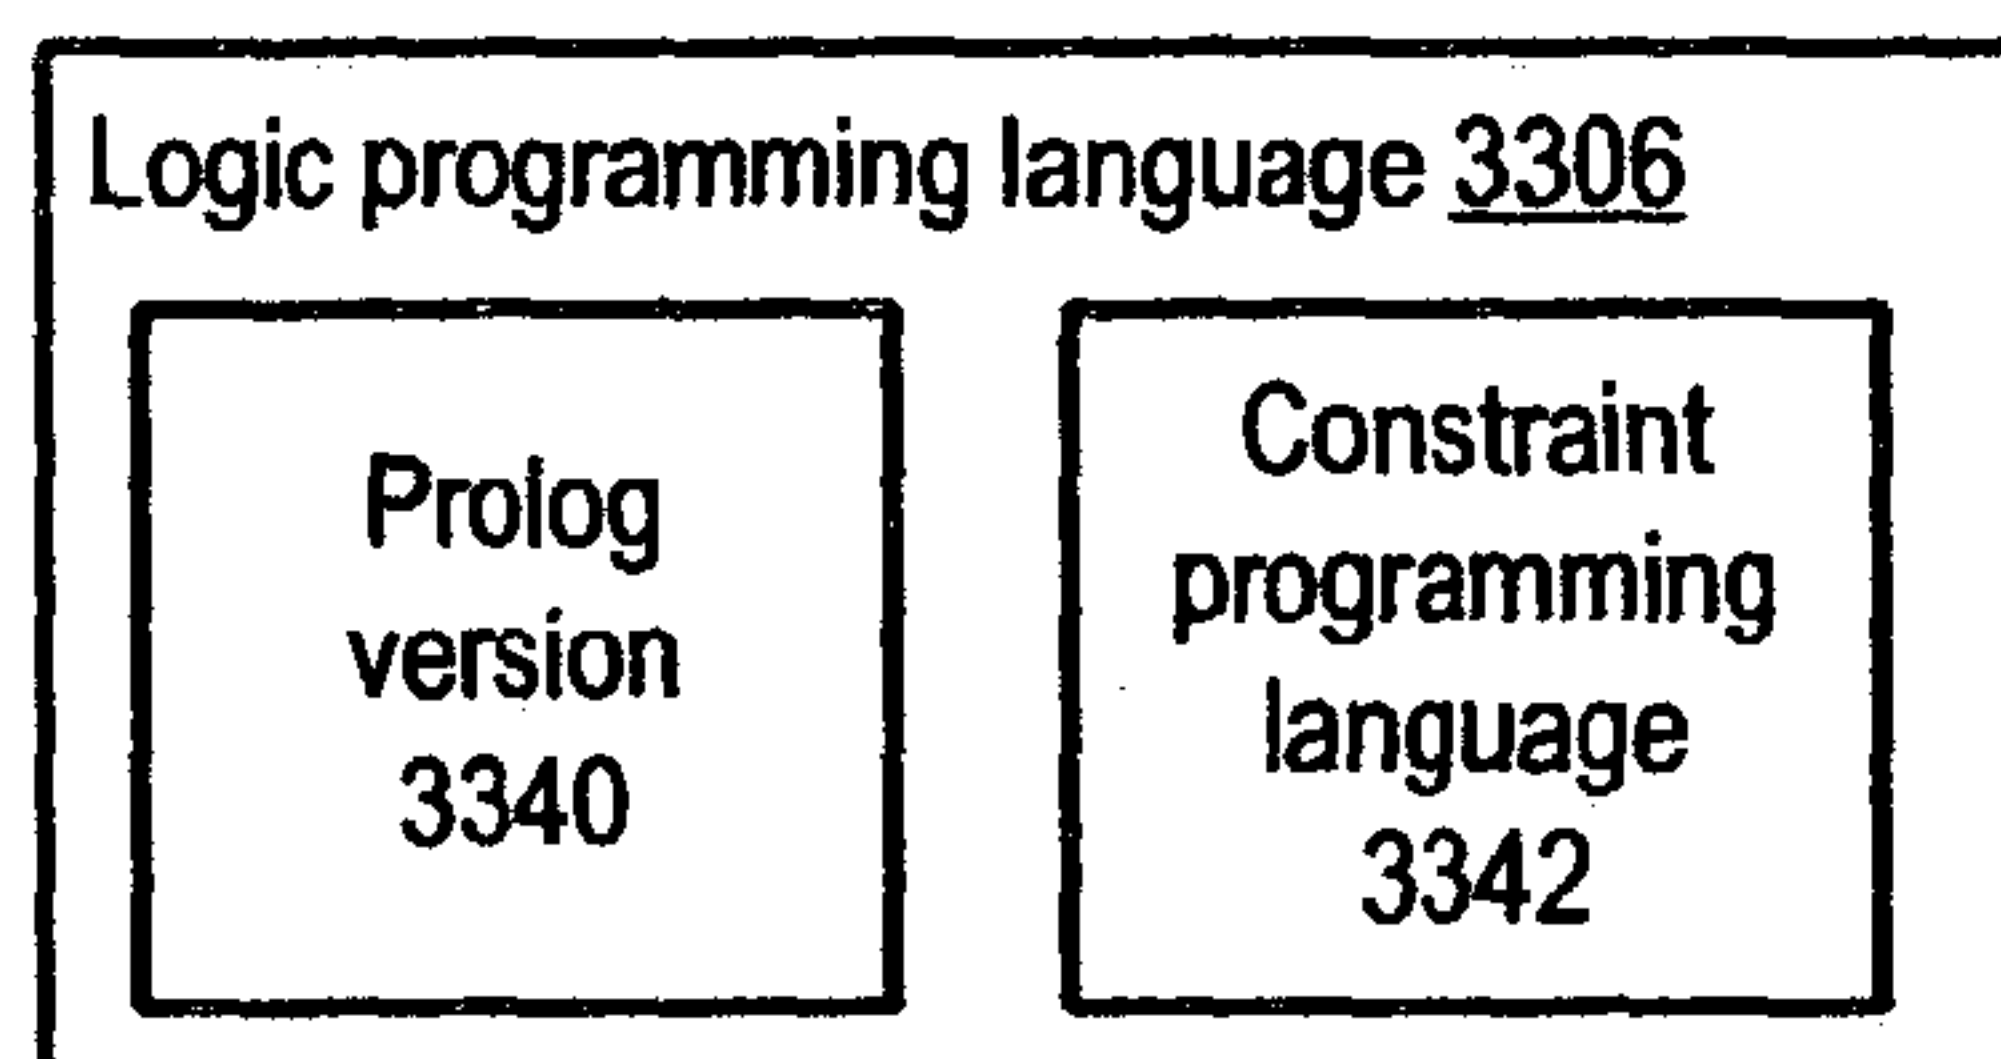 Logic programming language 3306
Prolog
version
3340
Constraint
programming
language
3342